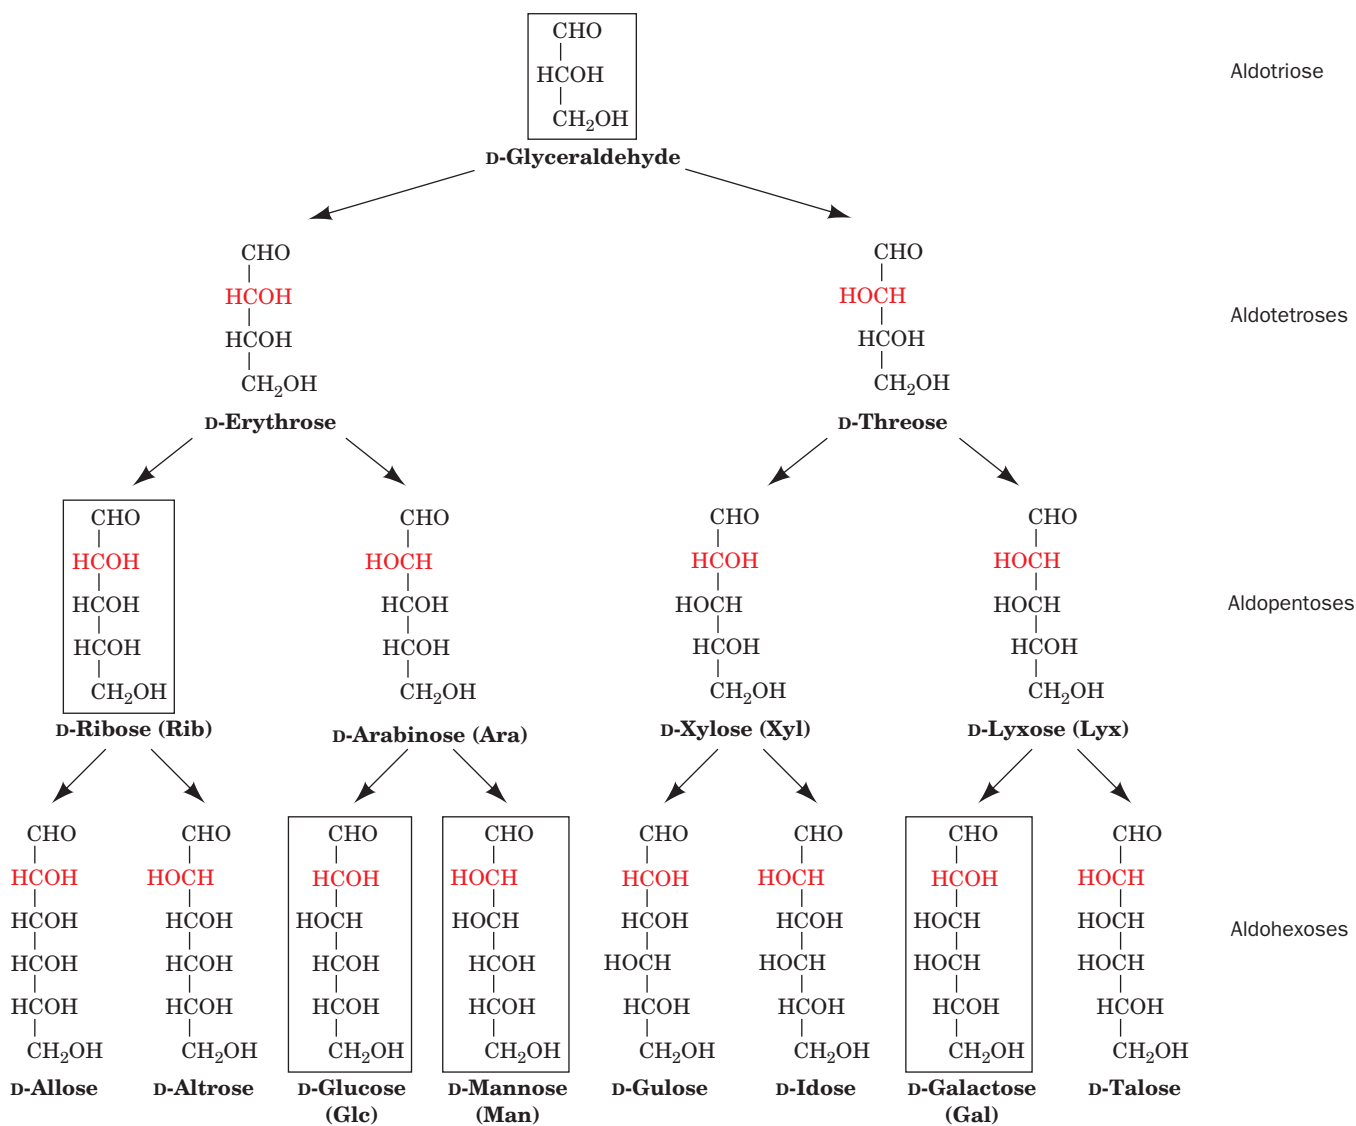 CHO
HCOH
CH₂OH
D-Glyceraldehyde
Aldotriose
CHO CHO
HCOH HOCH
HCOH HCOH
CH₂OH CH₂OH
D-Erythrose D-Threose
Aldotetroses
CHO CHO CHO CHO
HCOH HOCH HCOH HOCH
HCOH HCOH HOCH HOCH
HCOH HCOH HCOH HCOH
CH₂OH CH₂OH CH₂OH CH₂OH
D-Ribose (Rib) D-Arabinose (Ara) D-Xylose (Xyl) D-Lyxose (Lyx)
Aldopentoses
CHO CHO CHO CHO CHO CHO CHO CHO
HCOH HOCH HCOH HOCH HCOH HOCH HCOH HOCH
HCOH HCOH HOCH HOCH HCOH HCOH HOCH HOCH
HCOH HCOH HCOH HCOH HOCH HOCH HOCH HOCH
HCOH HCOH HCOH HCOH HCOH HCOH HCOH HCOH
CH₂OH CH₂OH CH₂OH CH₂OH CH₂OH CH₂OH CH₂OH CH₂OH
D-Allose D-Altrose D-Glucose D-Mannose D-Gulose D-Idose D-Galactose D-Talose
(Glc) (Man) (Gal)
Aldohexoses